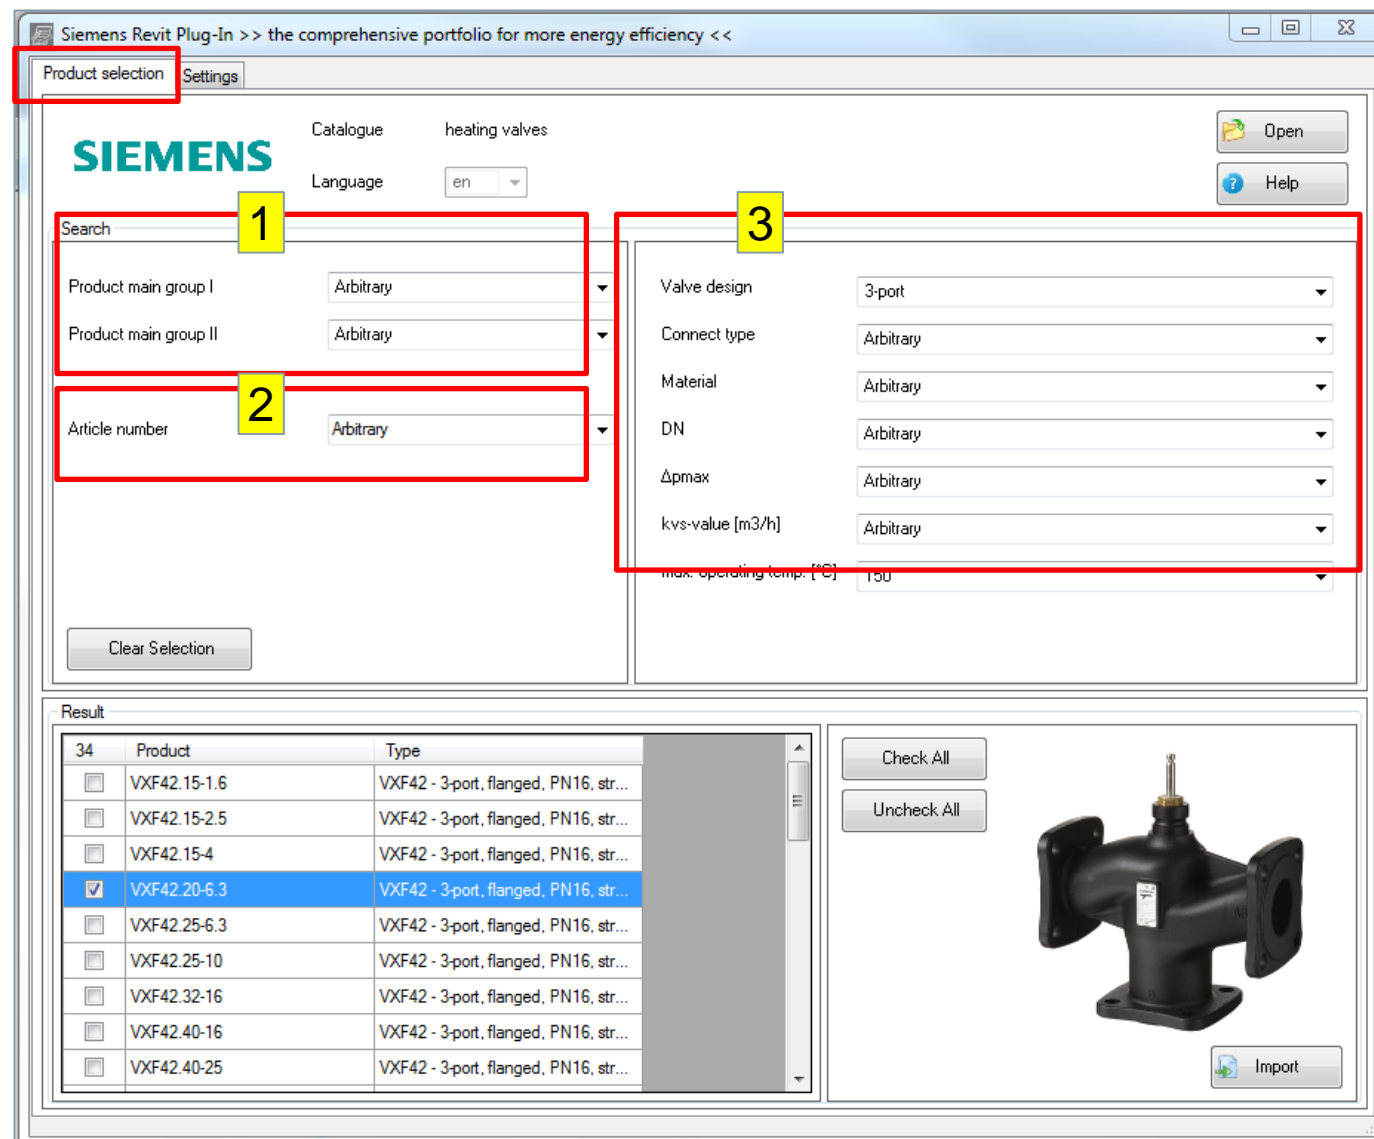 Siemens Revit Plug-In >> the comprehensive portfolio for more energy efficiency <<
Product selection Settings
SIEMENS
Catalogue heating valves
Language en
Open
Help
Search
1
Product main group I Arbitrary
Product main group II Arbitrary
2
Article number Arbitrary
Clear Selection
3
Valve design 3-port
Connect type Arbitrary
Material Arbitrary
DN Arbitrary
Δpmax Arbitrary
kvs-value [m3/h] Arbitrary
max. operating temp. [°C] 150
Result
34 Product Type
VXF42.15-1.6 VXF42 - 3-port, flanged, PN16, str...
VXF42.15-2.5 VXF42 - 3-port, flanged, PN16, str...
VXF42.15-4 VXF42 - 3-port, flanged, PN16, str...
VXF42.20-6.3 VXF42 - 3-port, flanged, PN16, str...
VXF42.25-6.3 VXF42 - 3-port, flanged, PN16, str...
VXF42.25-10 VXF42 - 3-port, flanged, PN16, str...
VXF42.32-16 VXF42 - 3-port, flanged, PN16, str...
VXF42.40-16 VXF42 - 3-port, flanged, PN16, str...
VXF42.40-25 VXF42 - 3-port, flanged, PN16, str...
Check All
Uncheck All
Import